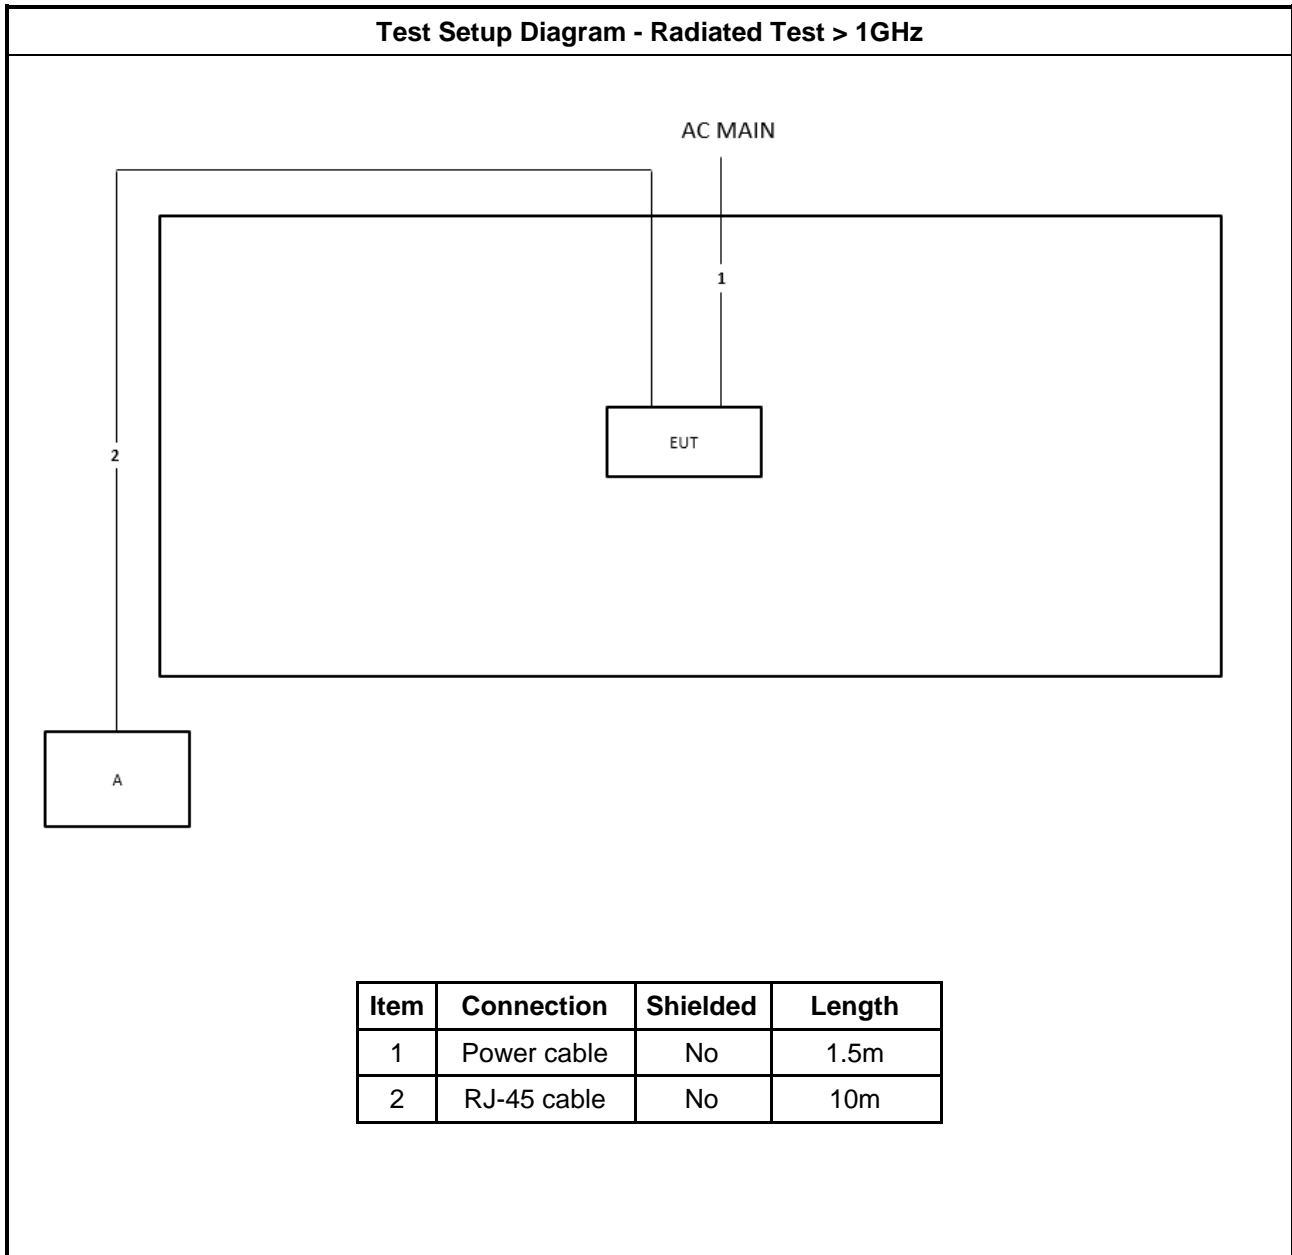 Test Setup Diagram - Radiated Test > 1GHz
AC MAIN
1
EUT
2
A
Item Connection Shielded Length
1 Power cable No 1.5m
2 RJ-45 cable No 10m